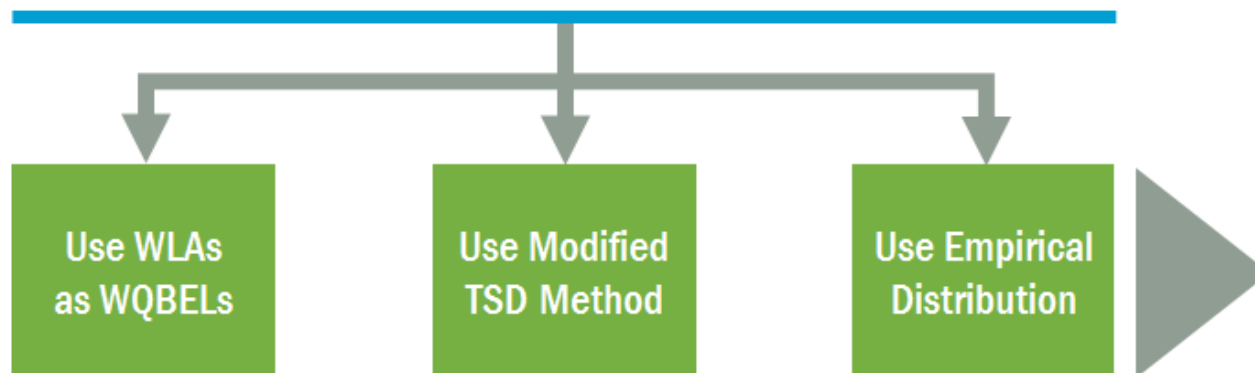 Use WLAs
as WQBELs
Use Modified
TSD Method
Use Empirical
Distribution